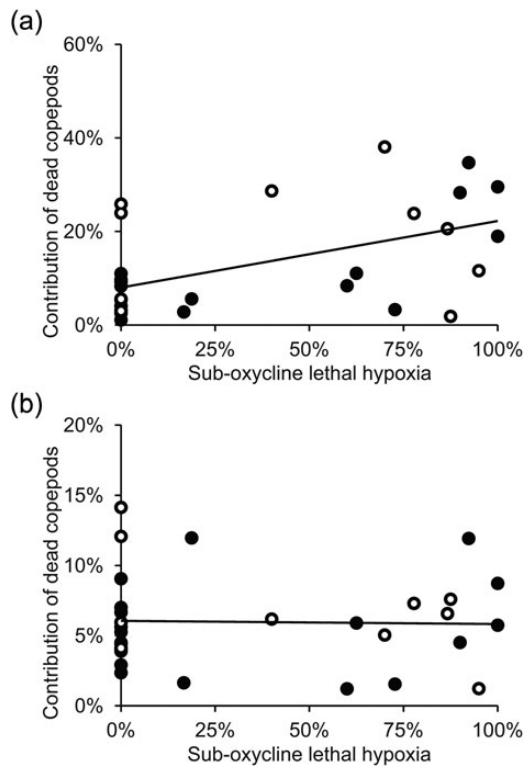 (a)
60%
40%
20%
0%
Contribution of dead copepods
0% 25% 50% 75% 100%
Sub-oxycline lethal hypoxia
(b)
20%
15%
10%
5%
0%
Contribution of dead copepods
0% 25% 50% 75% 100%
Sub-oxycline lethal hypoxia